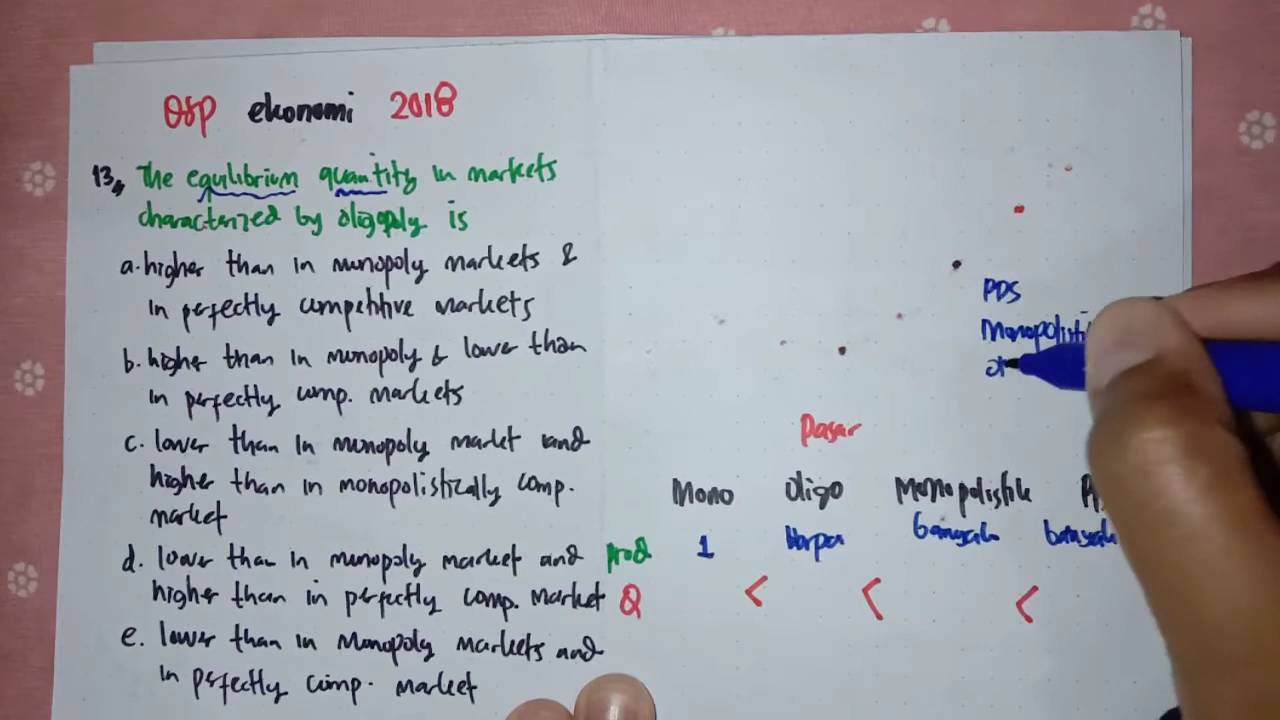 OSP ekonomi 2018
13, The equilibrium quantity in markets
characterized by oligopoly is
a. higher than in monopoly markets &
in perfectly competitive markets
b. higher than in monopoly & lower than
in perfectly comp. markets
c. lower than in monopoly market and
higher than in monopolistically comp.
market
d. lower than in monopoly market and
higher than in perfectly comp. market
e. lower than in monopoly markets and
in perfectly comp. market
PDS
Monopolisti
Pasar
Mono Oligo Monopolistik
Prod 1 bbrpa banyak banyak
Q < < <